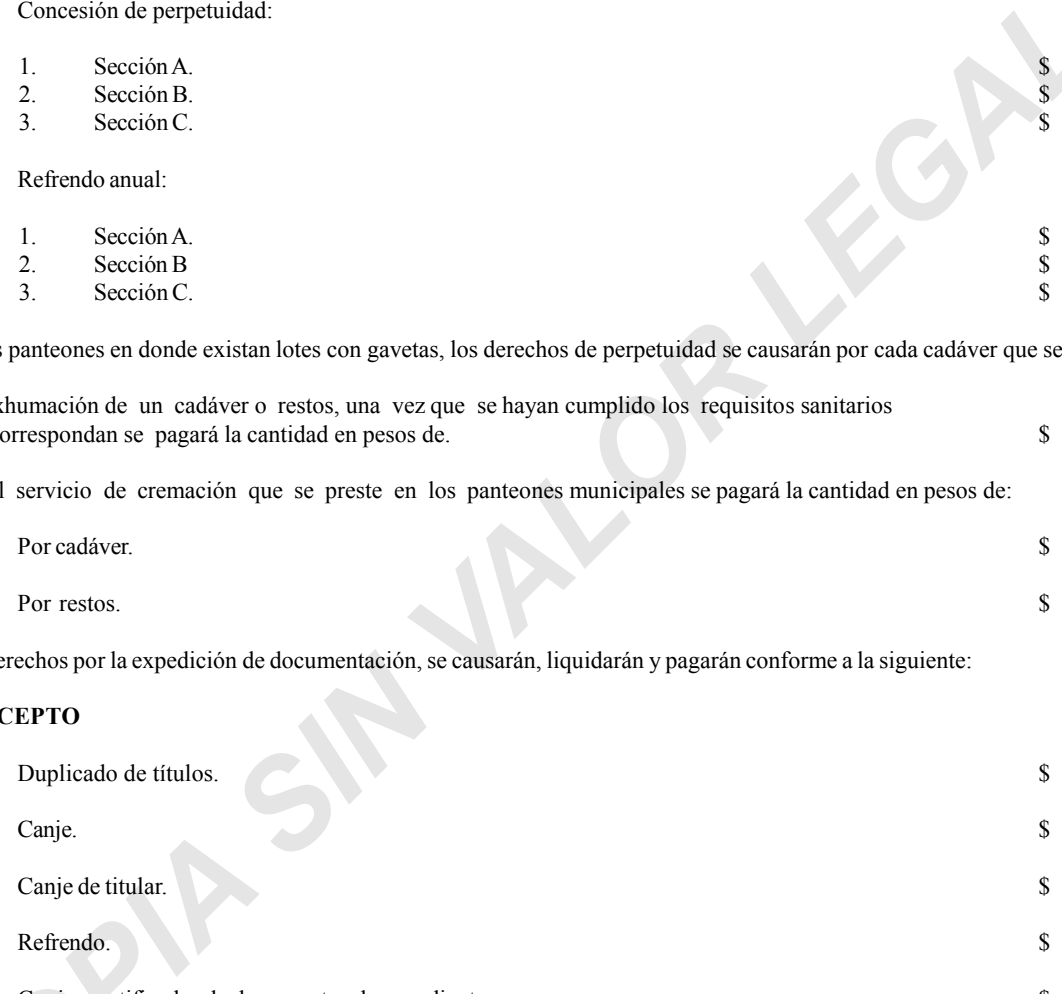 Concesión de perpetuidad:
1. Sección A. $
2. Sección B. $
3. Sección C. $
Refrendo anual:
1. Sección A. $
2. Sección B $
3. Sección C. $
panteones en donde existan lotes con gavetas, los derechos de perpetuidad se causarán por cada cadáver que se
xhumación de un cadáver o restos, una vez que se hayan cumplido los requisitos sanitarios
orrespondan se pagará la cantidad en pesos de. $
servicio de cremación que se preste en los panteones municipales se pagará la cantidad en pesos de:
Por cadáver. $
Por restos. $
erechos por la expedición de documentación, se causarán, liquidarán y pagarán conforme a la siguiente:
CEPTO
Duplicado de títulos. $
Canje. $
Canje de titular. $
Refrendo. $
PIA SIN VALOR LEGAL